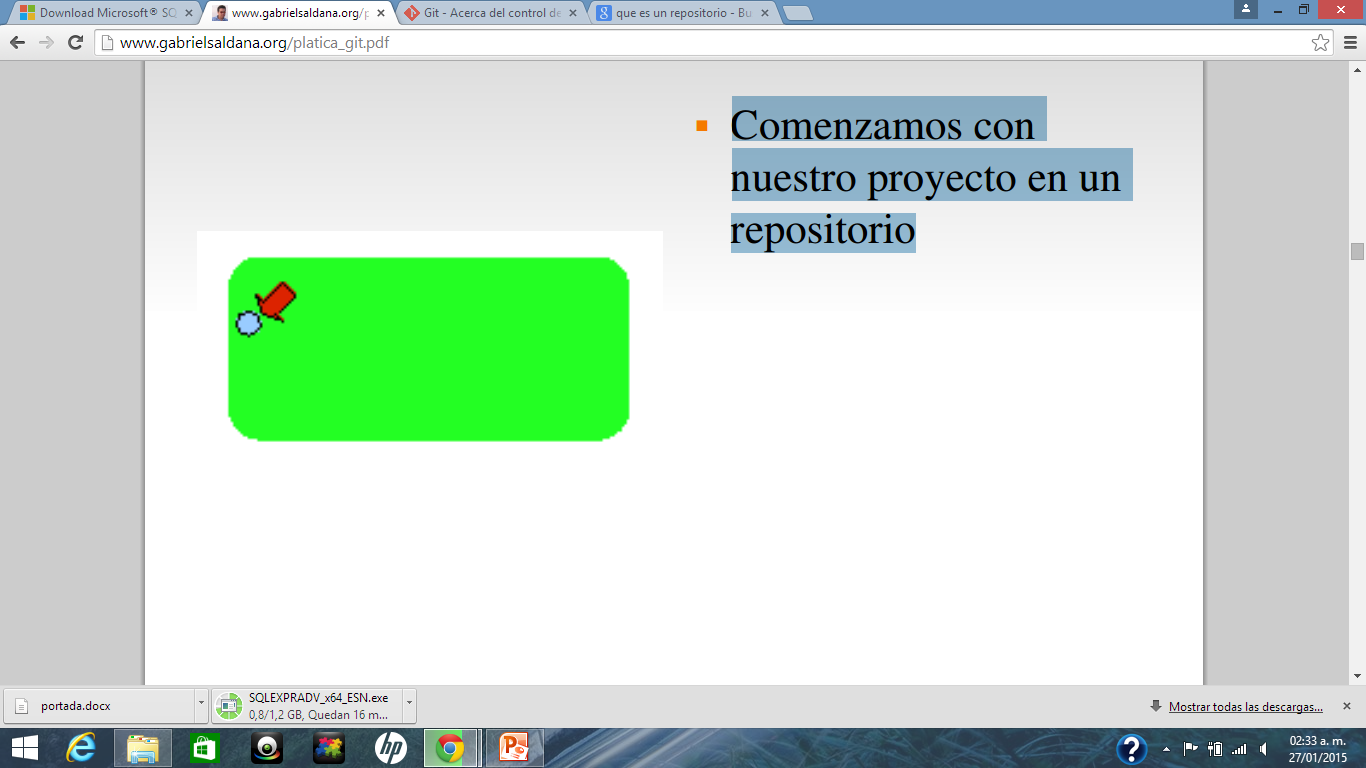 Download Microsoft® SQ
www.gabrielsaldana.org/p
Git - Acerca del control de
que es un repositorio - Bu
www.gabrielsaldana.org/platica_git.pdf
Comenzamos con
nuestro proyecto en un
repositorio
portada.docx
SQLEXPRADV_x64_ESN.exe
0,8/1,2 GB, Quedan 16 m...
Mostrar todas las descargas...
02:33 a. m.
27/01/2015